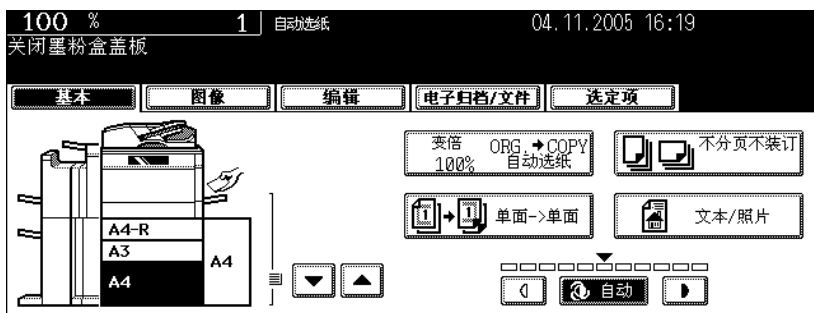 100 % 1 自动选纸 04.11.2005 16:19
关闭墨粉盒盖板
基本 图像 编辑 电子归档/文件 选定项
变倍 ORG.→COPY
100% 自动选纸
不分页不装订
1→1 单面->单面
文本/照片
A4-R
A3
A4
A4
自动